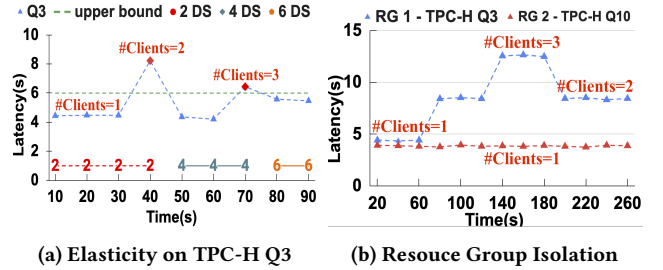 Q3 upper bound 2 DS 4 DS 6 DS
10
8
6
4
2
0
Latency(s)
#Clients=2
#Clients=3
#Clients=1
2 2 2 2 4 4 4 6 6
10 20 30 40 50 60 70 80 90
Time(s)
(a) Elasticity on TPC-H Q3
RG 1 - TPC-H Q3 RG 2 - TPC-H Q10
15
10
5
0
Latency(s)
#Clients=3
#Clients=2
#Clients=1
#Clients=1
20 60 100 140 180 220 260
Time(s)
(b) Resouce Group Isolation